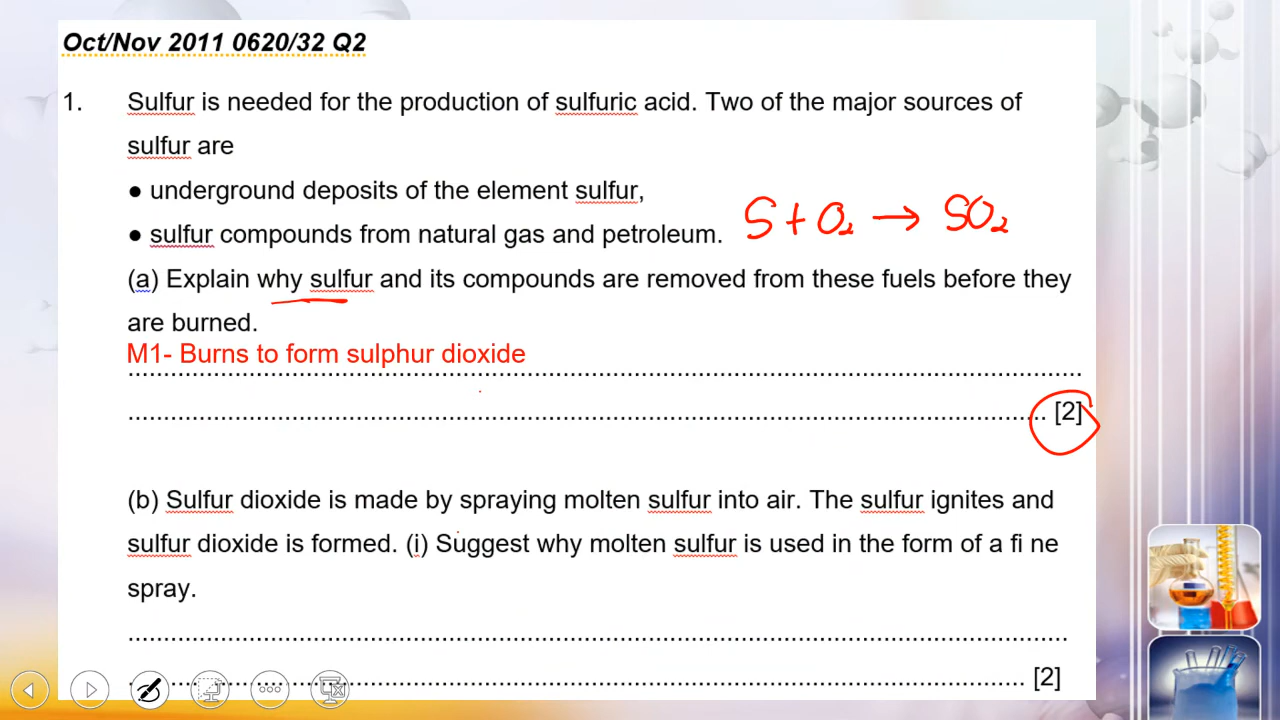 Oct/Nov 2011 0620/32 Q2
1. Sulfur is needed for the production of sulfuric acid. Two of the major sources of
sulfur are
● underground deposits of the element sulfur,
● sulfur compounds from natural gas and petroleum.
S + O₂ → SO₂
(a) Explain why sulfur and its compounds are removed from these fuels before they
are burned.
M1- Burns to form sulphur dioxide
..........................................................................................
.......................................................................................... [2]
(b) Sulfur dioxide is made by spraying molten sulfur into air. The sulfur ignites and
sulfur dioxide is formed. (i) Suggest why molten sulfur is used in the form of a fi ne
spray.
..........................................................................................
.......................................................................................... [2]